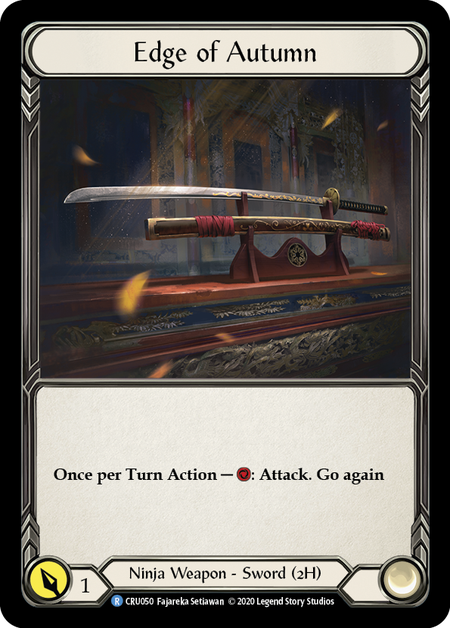 Edge of Autumn
Once per Turn Action — : Attack. Go again
1
Ninja Weapon - Sword (2H)
R CRU050 Fajareka Setiawan © 2020 Legend Story Studios